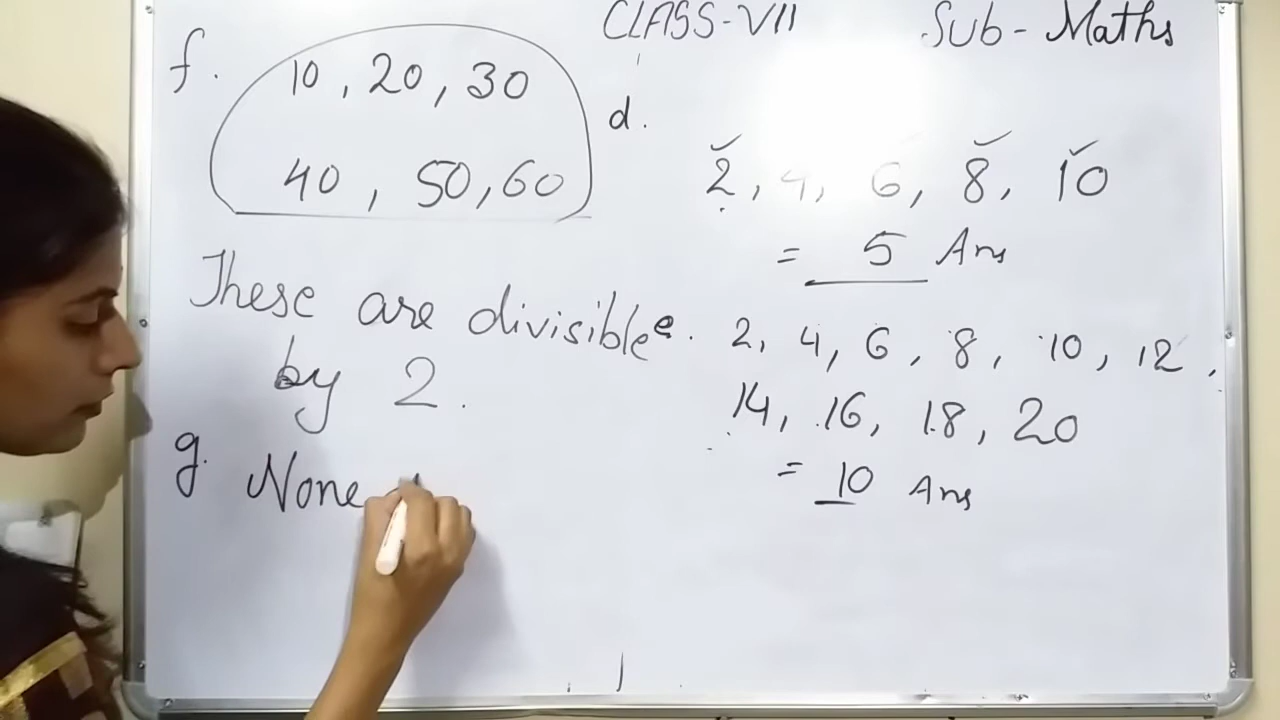 CLASS-VII Sub-Maths
f. 10, 20, 30
40, 50, 60
These are divisible
by 2.
g. None
d.
2, 4, 6, 8, 10
= 5 Ans
e. 2, 4, 6, 8, 10, 12,
14, 16, 18, 20
= 10 Ans